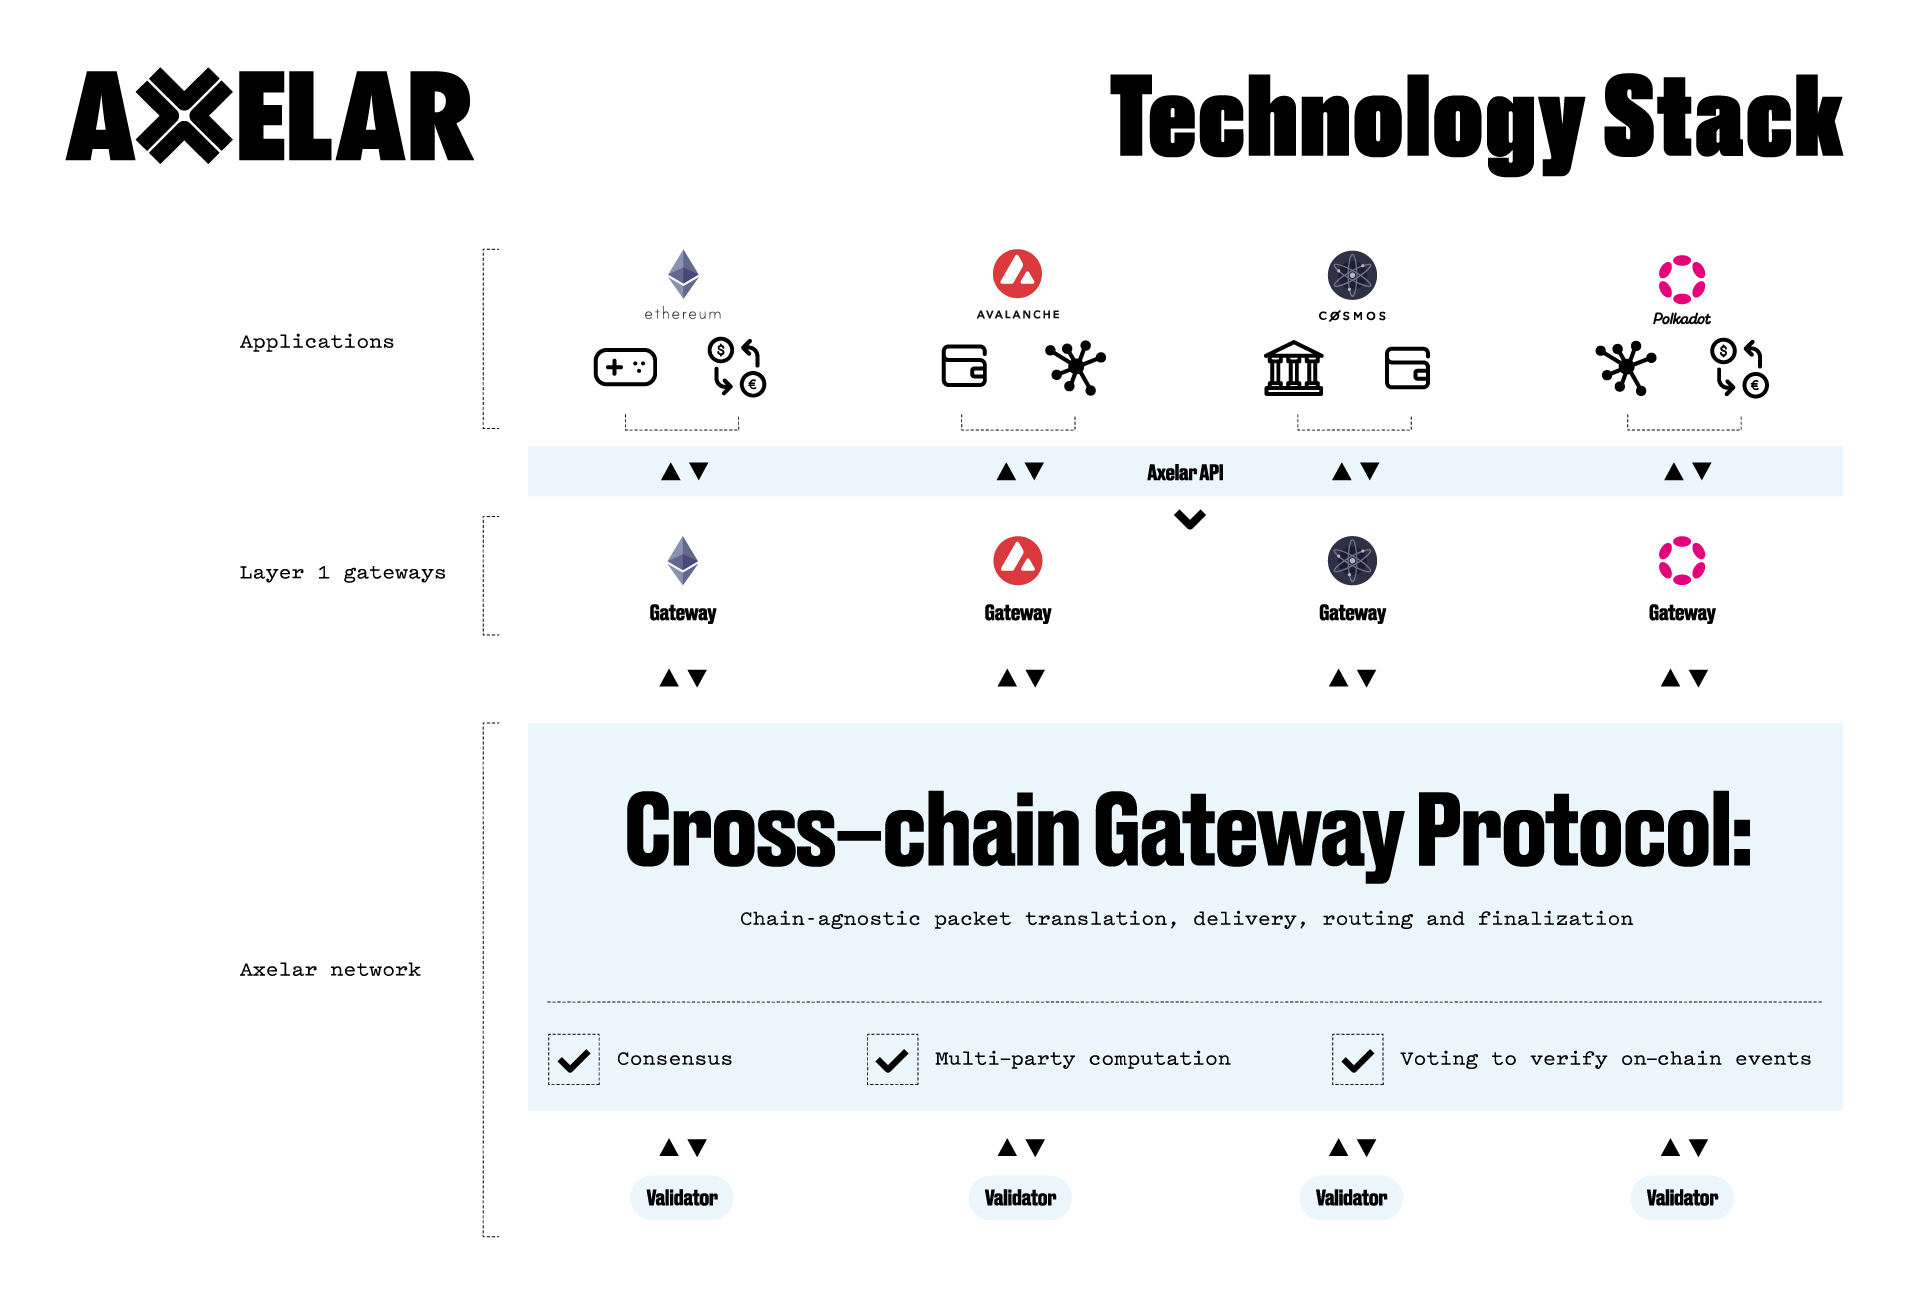 AXELAR
Technology Stack
Applications
ethereum
AVALANCHE
COSMOS
Polkadot
$
€
$
€
Axelar API
Layer 1 gateways
Gateway
Gateway
Gateway
Gateway
Axelar network
Cross–chain Gateway Protocol:
Chain-agnostic packet translation, delivery, routing and finalization
Consensus
Multi-party computation
Voting to verify on-chain events
Validator
Validator
Validator
Validator